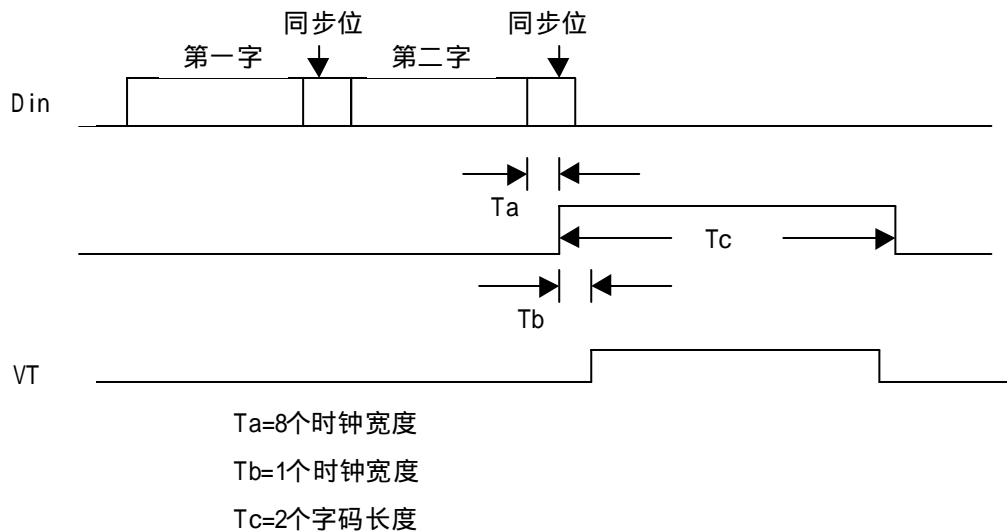 同步位 同步位
第一字 第二字
Din
Ta
Tc
Tb
VT
Ta=8个时钟宽度
Tb=1个时钟宽度
Tc=2个字码长度